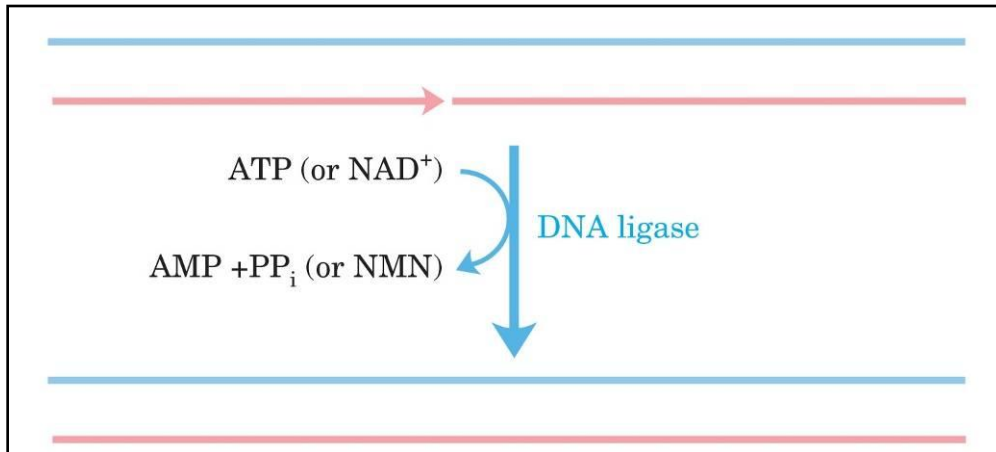 ATP (or NAD⁺)
DNA ligase
AMP +PPᵢ (or NMN)